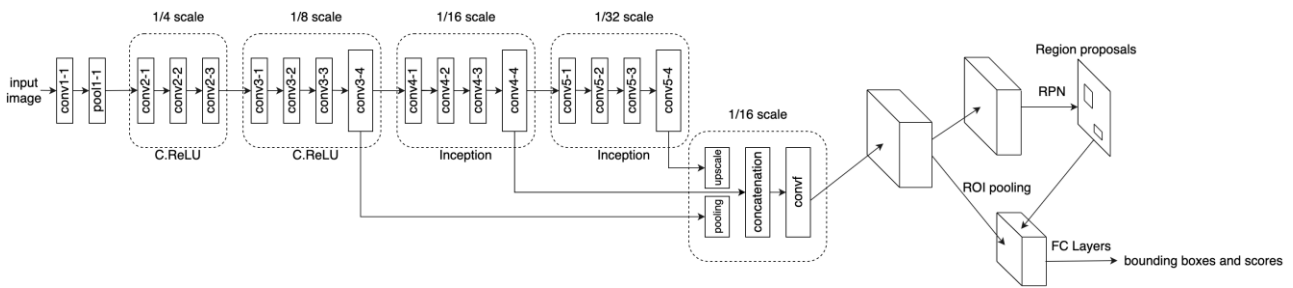 1/4 scale
1/8 scale
1/16 scale
1/32 scale
input
image
conv1-1
pool1-1
conv2-1
conv2-2
conv2-3
conv3-1
conv3-2
conv3-3
conv3-4
conv4-1
conv4-2
conv4-3
conv4-4
conv5-1
conv5-2
conv5-3
conv5-4
C.ReLU
C.ReLU
Inception
Inception
1/16 scale
upscale
pooling
concatenation
convf
Region proposals
RPN
ROI pooling
FC Layers
bounding boxes and scores